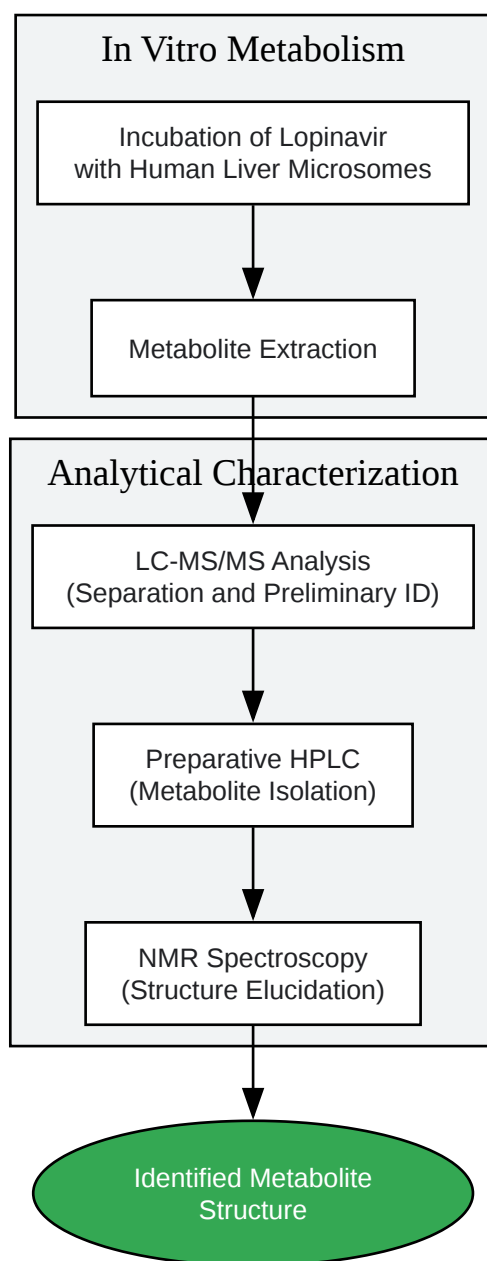 In Vitro Metabolism
Incubation of Lopinavir
with Human Liver Microsomes
Metabolite Extraction
Analytical Characterization
LC-MS/MS Analysis
(Separation and Preliminary ID)
Preparative HPLC
(Metabolite Isolation)
NMR Spectroscopy
(Structure Elucidation)
Identified Metabolite
Structure